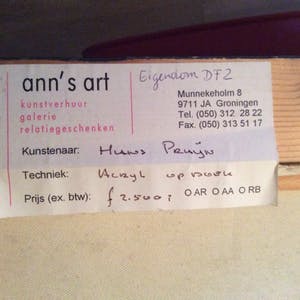 ann's art
kunstverhuur
galerie
relatiegeschenken
Eigendom DFZ
Munnekeholm 8
9711 JA Groningen
Tel. (050) 312 28 22
Fax. (050) 313 51 17
Kunstenaar: Hans Pruijn
Techniek: Acryl op doek
Prijs (ex. btw): ƒ 2.500,- O AR O AA O RB